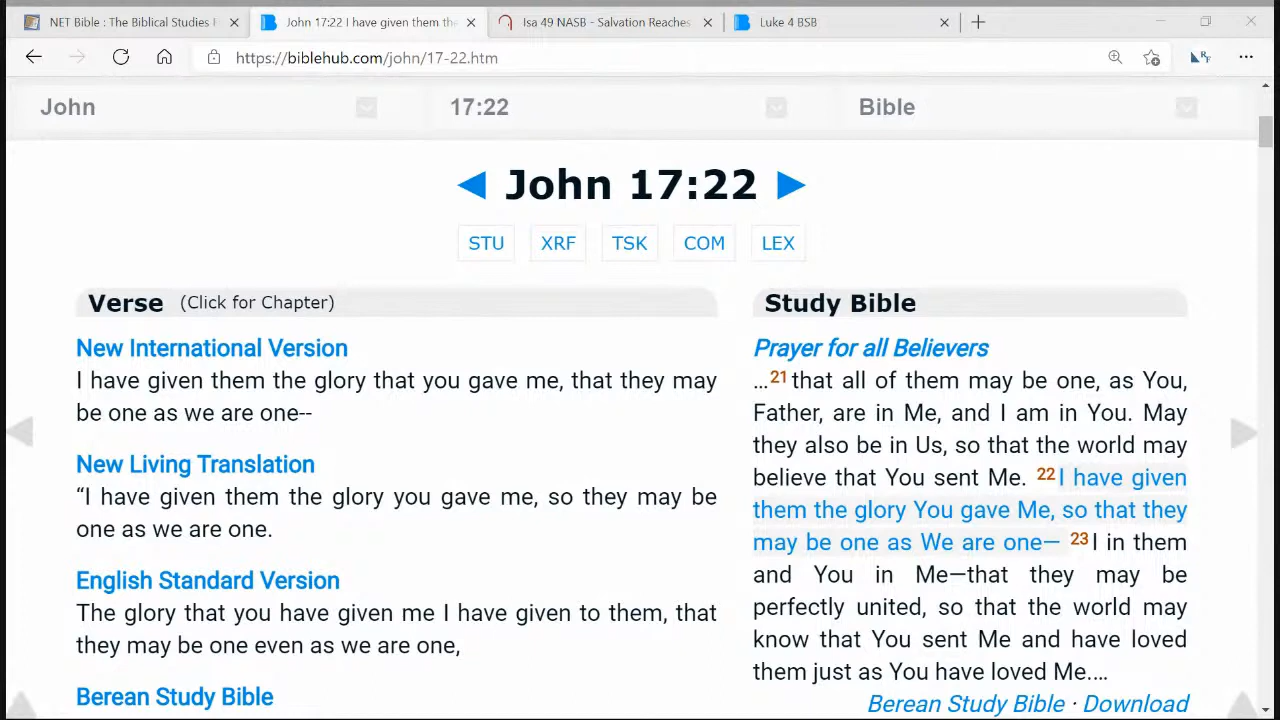 NET Bible : The Biblical Studies
John 17:22 I have given them the
Isa 49 NASB - Salvation Reaches
Luke 4 BSB
https://biblehub.com/john/17-22.htm
John
17:22
Bible
John 17:22
STU
XRF
TSK
COM
LEX
Verse (Click for Chapter)
New International Version
I have given them the glory that you gave me, that they may
be one as we are one--
New Living Translation
“I have given them the glory you gave me, so they may be
one as we are one.
English Standard Version
The glory that you have given me I have given to them, that
they may be one even as we are one,
Berean Study Bible
Study Bible
Prayer for all Believers
…21that all of them may be one, as You,
Father, are in Me, and I am in You. May
they also be in Us, so that the world may
believe that You sent Me. 22I have given
them the glory You gave Me, so that they
may be one as We are one— 23I in them
and You in Me—that they may be
perfectly united, so that the world may
know that You sent Me and have loved
them just as You have loved Me.…
Berean Study Bible · Download